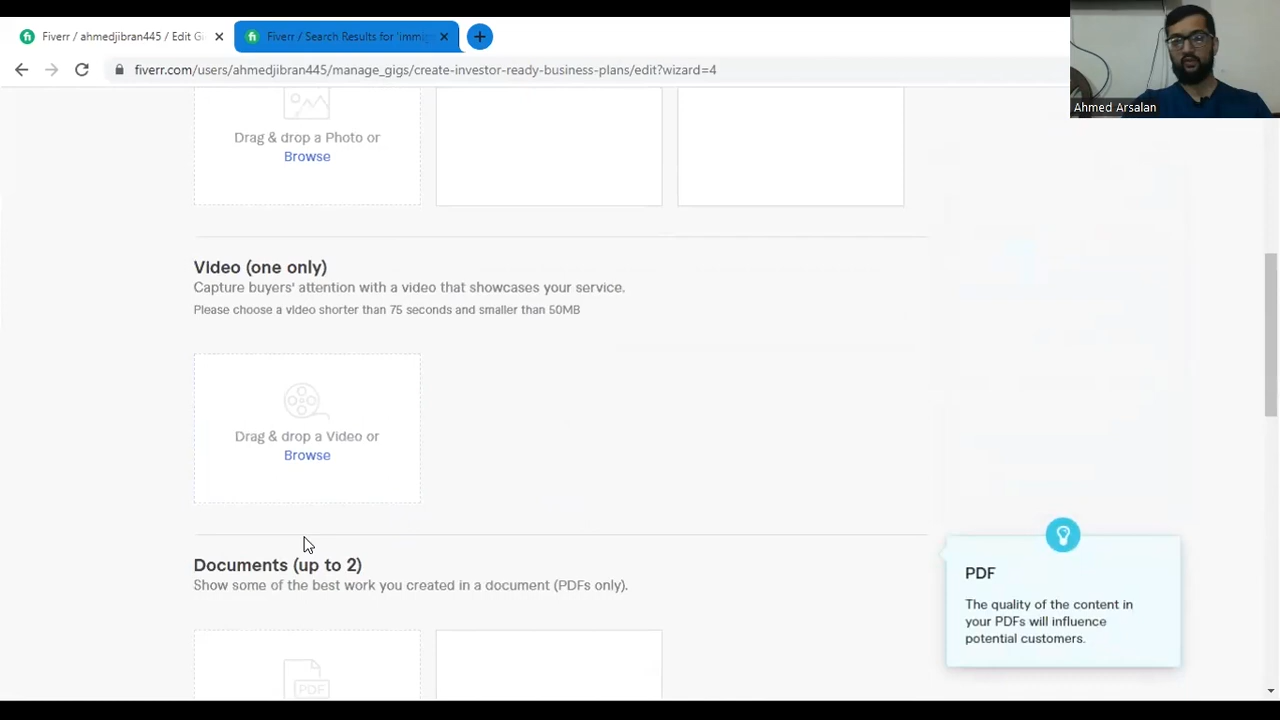 Fiverr / ahmedjibran445 / Edit Gi
Fiverr / Search Results for 'immig
fiverr.com/users/ahmedjibran445/manage_gigs/create-investor-ready-business-plans/edit?wizard=4
Ahmed Arsalan
Drag & drop a Photo or
Browse
Video (one only)
Capture buyers' attention with a video that showcases your service.
Please choose a video shorter than 75 seconds and smaller than 50MB
Drag & drop a Video or
Browse
Documents (up to 2)
Show some of the best work you created in a document (PDFs only).
PDF
PDF
The quality of the content in
your PDFs will influence
potential customers.